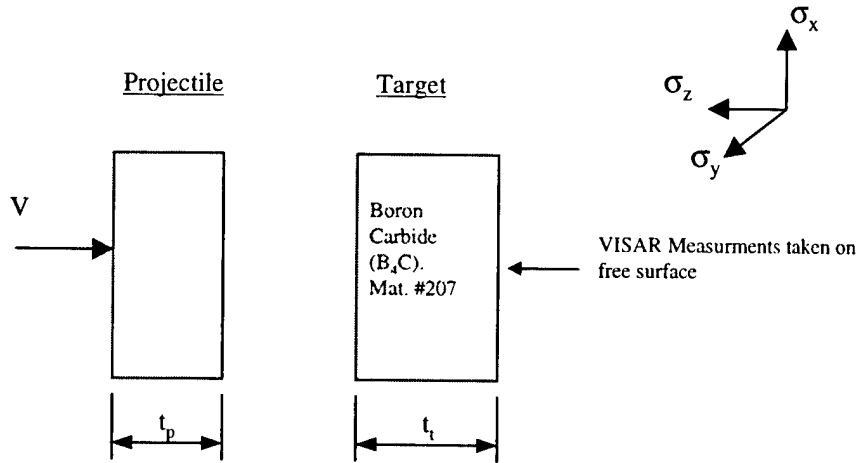 σx
Projectile
Target
σz
σy
V
Boron
Carbide
(B₄C).
Mat. #207
VISAR Measurments taken on
free surface
tp
tt